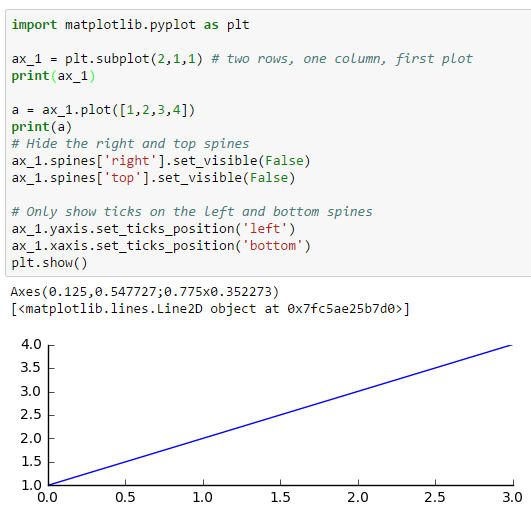 import matplotlib.pyplot as plt
ax_1 = plt.subplot(2,1,1) # two rows, one column, first plot
print(ax_1)
a = ax_1.plot([1,2,3,4])
print(a)
# Hide the right and top spines
ax_1.spines['right'].set_visible(False)
ax_1.spines['top'].set_visible(False)
# Only show ticks on the left and bottom spines
ax_1.yaxis.set_ticks_position('left')
ax_1.xaxis.set_ticks_position('bottom')
plt.show()
Axes(0.125,0.547727;0.775x0.352273)
[<matplotlib.lines.Line2D object at 0x7fc5ae25b7d0>]
4.0
3.5
3.0
2.5
2.0
1.5
1.0
0.0 0.5 1.0 1.5 2.0 2.5 3.0